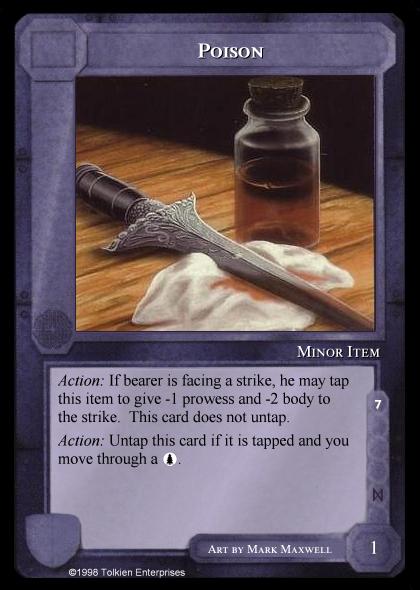 POISON
MINOR ITEM
Action: If bearer is facing a strike, he may tap
this item to give -1 prowess and -2 body to
the strike. This card does not untap.
7
Action: Untap this card if it is tapped and you
move through a .
ART BY MARK MAXWELL
1
©1998 Tolkien Enterprises